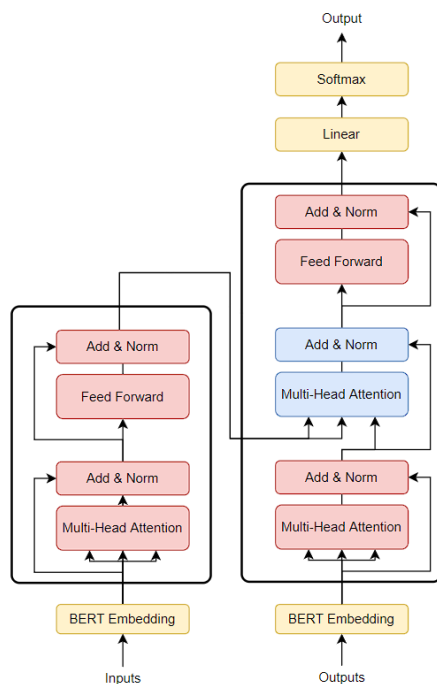 Output
Softmax
Linear
Add & Norm
Feed Forward
Add & Norm
Multi-Head Attention
Add & Norm
Multi-Head Attention
BERT Embedding
Outputs
Add & Norm
Feed Forward
Add & Norm
Multi-Head Attention
BERT Embedding
Inputs